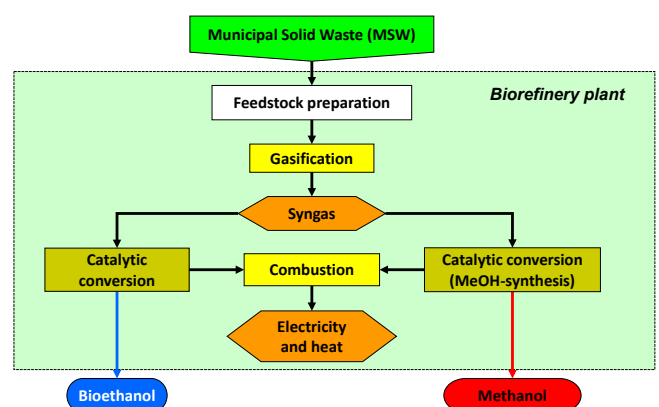 Municipal Solid Waste (MSW)
Biorefinery plant
Feedstock preparation
Gasification
Syngas
Catalytic
conversion
Combustion
Catalytic conversion
(MeOH-synthesis)
Electricity
and heat
Bioethanol
Methanol